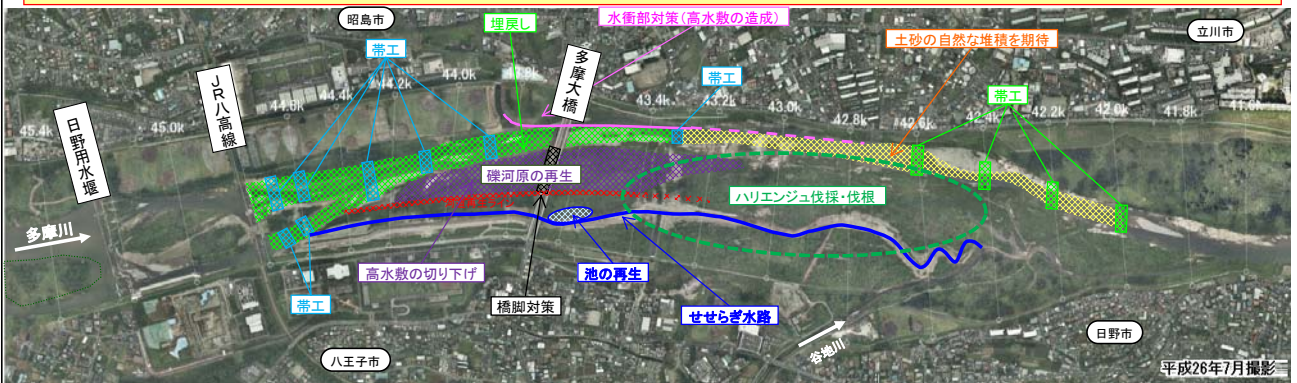 昭島市
埋戻し
水衝部対策(高水敷の造成)
立川市
帯工
土砂の自然な堆積を期待
多摩大橋
帯工
JR八高線
帯工
日野用水堰
45.4k
45.0k
44.4k
44.2k
44.0k
43.4k
43.2k
43.0k
42.8k
42.4k
42.2k
42.0k
41.8k
礫河原の再生
ハリエンジュ伐採・伐根
多摩川
高水敷の切り下げ
池の再生
帯工
橋脚対策
せせらぎ水路
谷地川
日野市
八王子市
平成26年7月撮影